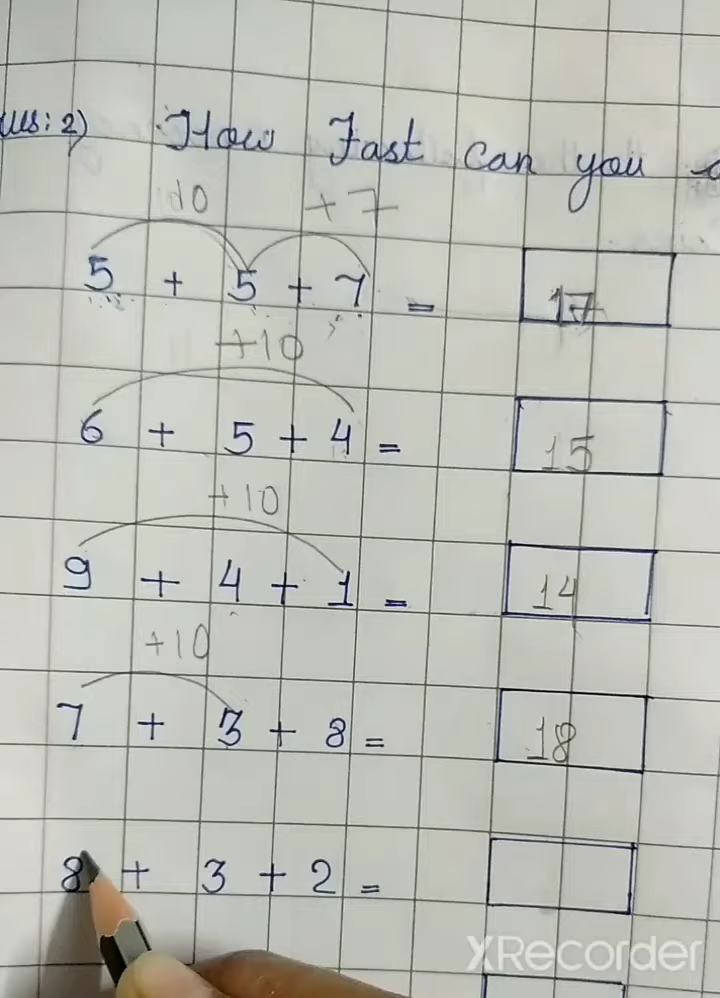 2) How Fast can you
10 +7
5 + 5 + 7 = 17
+10
6 + 5 + 4 = 15
+10
9 + 4 + 1 = 14
+10
7 + 3 + 8 = 18
8 + 3 + 2 =
XRecorder